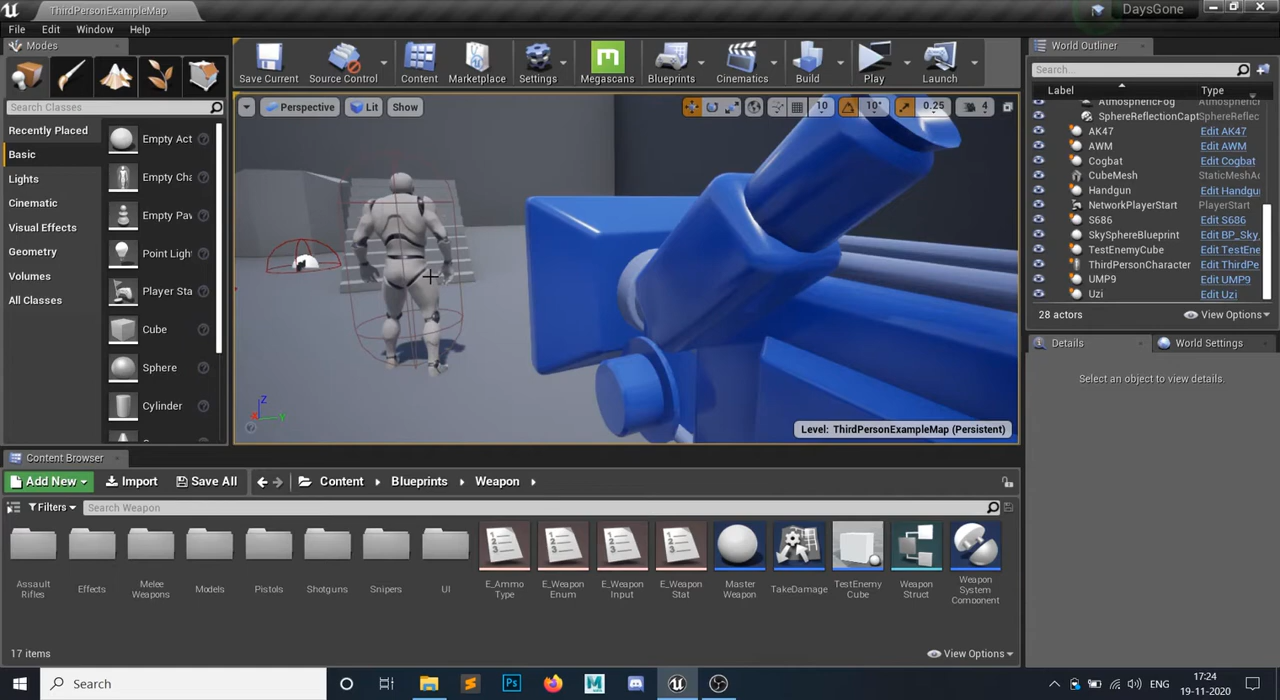 ThirdPersonExampleMap
DaysGone
File Edit Window Help
Modes
Search Classes
Recently Placed
Basic
Lights
Cinematic
Visual Effects
Geometry
Volumes
All Classes
Empty Act
Empty Cha
Empty Paw
Point Light
Player Sta
Cube
Sphere
Cylinder
Save Current
Source Control
Content
Marketplace
Settings
Megascans
Blueprints
Cinematics
Build
Play
Launch
Perspective
Lit
Show
10
10°
0.25
4
Level: ThirdPersonExampleMap (Persistent)
World Outliner
Search...
Label Type
AtmosphericFog Atmospheric
SphereReflectionCapt SphereReflec
AK47 Edit AK47
AWM Edit AWM
Cogbat Edit Cogbat
CubeMesh StaticMeshAc
Handgun Edit Handgu
NetworkPlayerStart PlayerStart
S686 Edit S686
SkySphereBlueprint Edit BP_Sky
TestEnemyCube Edit TestEne
ThirdPersonCharacter Edit ThirdPe
UMP9 Edit UMP9
Uzi Edit Uzi
28 actors
View Options
Details
World Settings
Select an object to view details.
Content Browser
Add New
Import
Save All
Content
Blueprints
Weapon
Filters
Search Weapon
Assault
Rifles
Effects
Melee
Weapons
Models
Pistols
Shotguns
Snipers
UI
E_Ammo
Type
E_Weapon
Enum
E_Weapon
Input
E_Weapon
Stat
Master
Weapon
TakeDamage
TestEnemy
Cube
Weapon
Struct
Weapon
System
Component
17 items
View Options
Search
ENG
17:24
19-11-2020